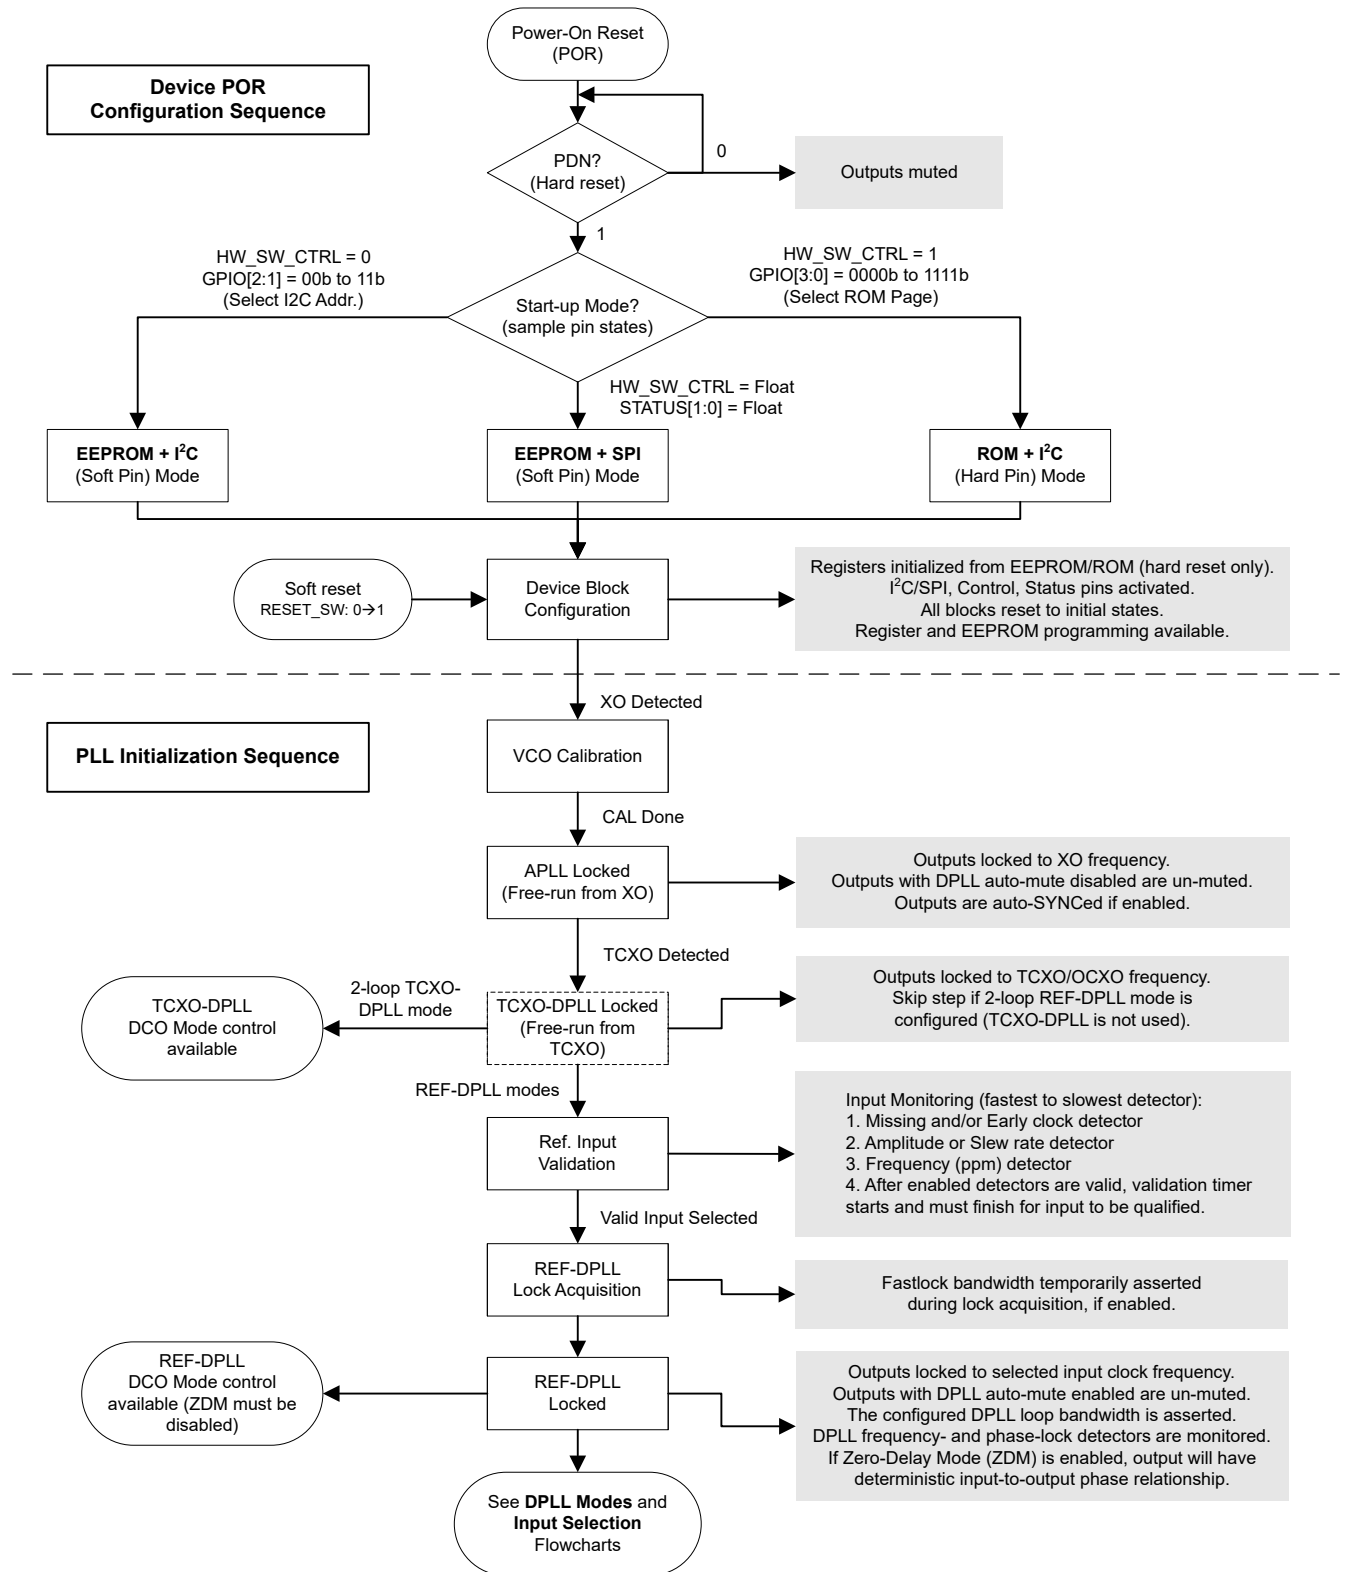 Power-On Reset
(POR)
Device POR
Configuration Sequence
PDN?
(Hard reset)
0
Outputs muted
1
HW_SW_CTRL = 0
GPIO[2:1] = 00b to 11b
(Select I2C Addr.)
HW_SW_CTRL = 1
GPIO[3:0] = 0000b to 1111b
(Select ROM Page)
Start-up Mode?
(sample pin states)
HW_SW_CTRL = Float
STATUS[1:0] = Float
EEPROM + I²C
(Soft Pin) Mode
EEPROM + SPI
(Soft Pin) Mode
ROM + I²C
(Hard Pin) Mode
Soft reset
RESET_SW: 0→1
Device Block
Configuration
Registers initialized from EEPROM/ROM (hard reset only).
I²C/SPI, Control, Status pins activated.
All blocks reset to initial states.
Register and EEPROM programming available.
XO Detected
PLL Initialization Sequence
VCO Calibration
CAL Done
APLL Locked
(Free-run from XO)
Outputs locked to XO frequency.
Outputs with DPLL auto-mute disabled are un-muted.
Outputs are auto-SYNCed if enabled.
TCXO Detected
2-loop TCXO-
DPLL mode
TCXO-DPLL
DCO Mode control
available
TCXO-DPLL Locked
(Free-run from
TCXO)
Outputs locked to TCXO/OCXO frequency.
Skip step if 2-loop REF-DPLL mode is
configured (TCXO-DPLL is not used).
REF-DPLL modes
Ref. Input
Validation
Input Monitoring (fastest to slowest detector):
1. Missing and/or Early clock detector
2. Amplitude or Slew rate detector
3. Frequency (ppm) detector
4. After enabled detectors are valid, validation timer
starts and must finish for input to be qualified.
Valid Input Selected
REF-DPLL
Lock Acquisition
Fastlock bandwidth temporarily asserted
during lock acquisition, if enabled.
REF-DPLL
DCO Mode control
available (ZDM must be
disabled)
REF-DPLL
Locked
Outputs locked to selected input clock frequency.
Outputs with DPLL auto-mute enabled are un-muted.
The configured DPLL loop bandwidth is asserted.
DPLL frequency- and phase-lock detectors are monitored.
If Zero-Delay Mode (ZDM) is enabled, output will have
deterministic input-to-output phase relationship.
See DPLL Modes and
Input Selection
Flowcharts